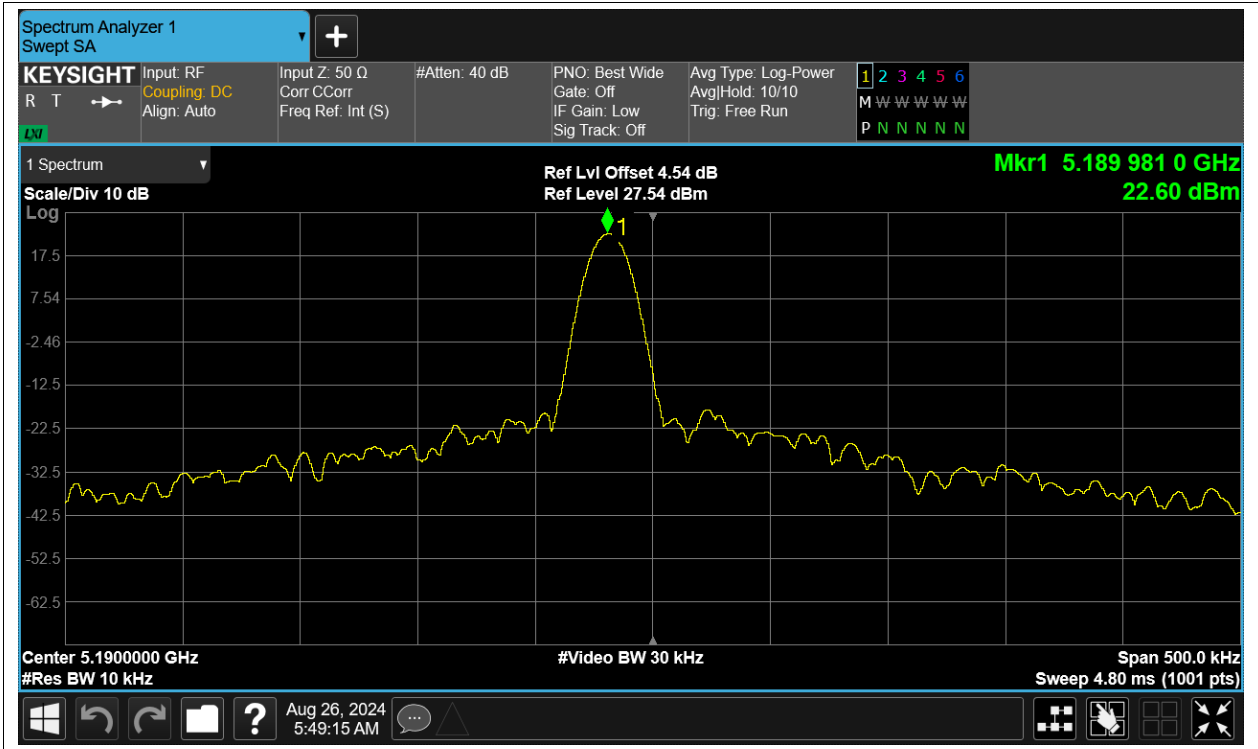 Spectrum Analyzer 1
Swept SA
KEYSIGHT
R T
LXI
Input: RF
Coupling: DC
Align: Auto
Input Z: 50 Ω
Corr CCorr
Freq Ref: Int (S)
#Atten: 40 dB
PNO: Best Wide
Gate: Off
IF Gain: Low
Sig Track: Off
Avg Type: Log-Power
Avg|Hold: 10/10
Trig: Free Run
1 2 3 4 5 6
M W W W W W
P N N N N N
1 Spectrum
Scale/Div 10 dB
Ref Lvl Offset 4.54 dB
Ref Level 27.54 dBm
Mkr1 5.189 981 0 GHz
22.60 dBm
Log
1
17.5
7.54
-2.46
-12.5
-22.5
-32.5
-42.5
-52.5
-62.5
Center 5.1900000 GHz
#Video BW 30 kHz
Span 500.0 kHz
#Res BW 10 kHz
Sweep 4.80 ms (1001 pts)
?
Aug 26, 2024
5:49:15 AM